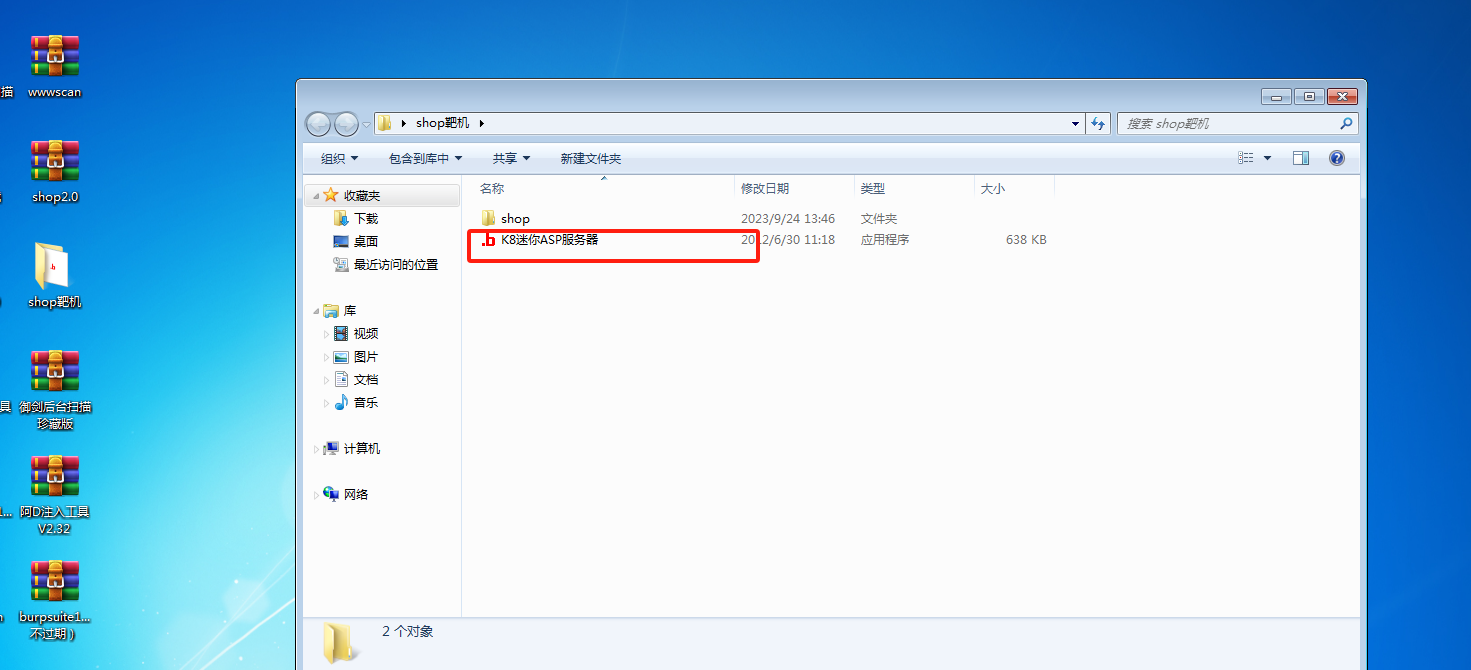 描
wwwscan
shop2.0
shop靶机
具
御剑后台扫描
珍藏版
1...
阿D注入工具
V2.32
burpsuite1...
不过期）
shop靶机
搜索 shop靶机
组织
包含到库中
共享
新建文件夹
收藏夹
下载
桌面
最近访问的位置
库
视频
图片
文档
音乐
计算机
网络
名称 修改日期 类型 大小
shop 2023/9/24 13:46 文件夹
K8迷你ASP服务器 2012/6/30 11:18 应用程序 638 KB
2 个对象